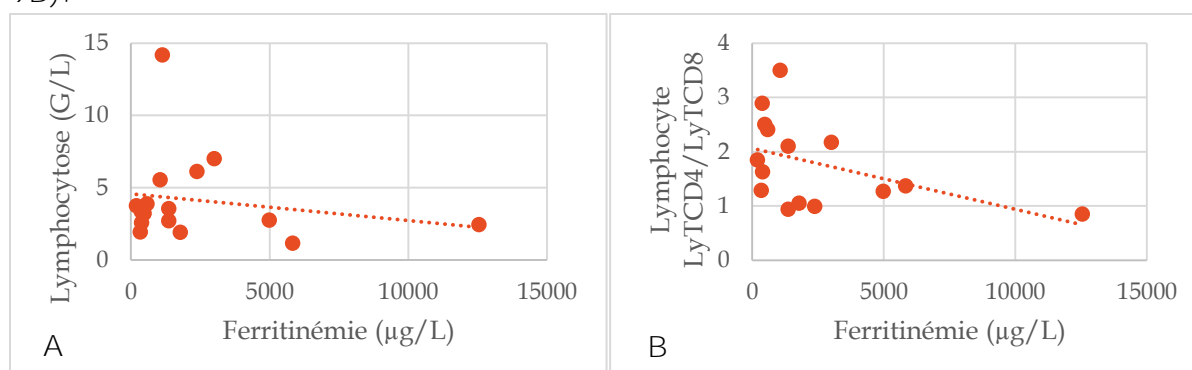 Lymphocytose (G/L)
15
10
5
0
0 5000 10000 15000
Ferritinémie (µg/L)
A
Lymphocyte
LyTCD4/LyTCD8
4
3
2
1
0
0 5000 10000 15000
Ferritinémie (µg/L)
B